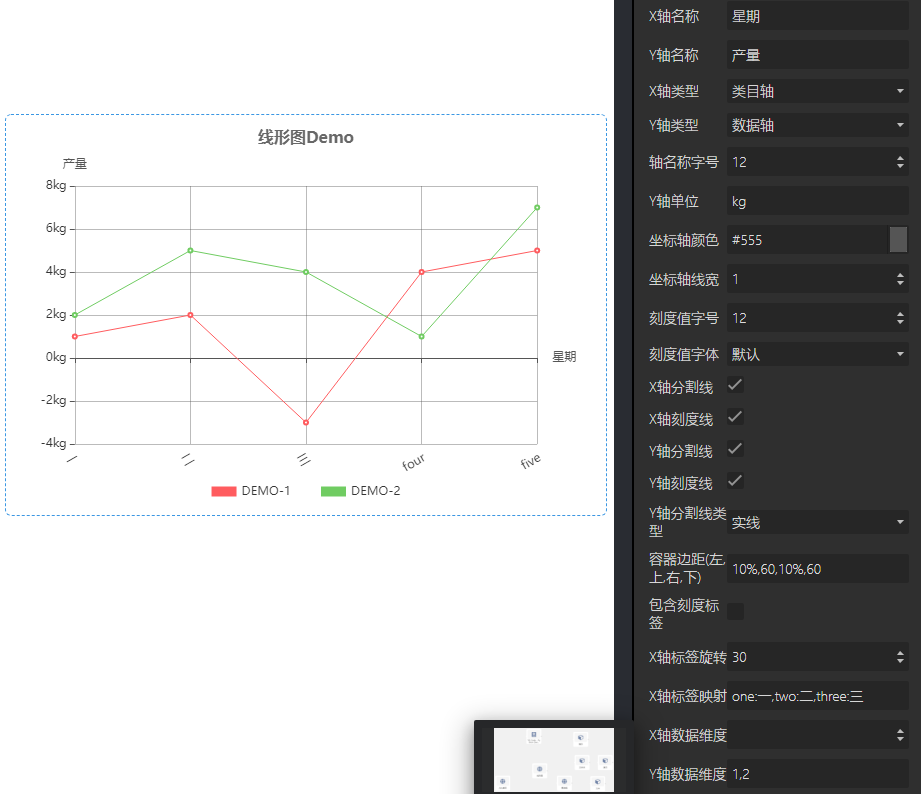 线形图Demo
产量
8kg
6kg
4kg
2kg
0kg
-2kg
-4kg
星期
一
二
三
four
five
DEMO-1
DEMO-2
X轴名称 星期
Y轴名称 产量
X轴类型 类目轴
Y轴类型 数据轴
轴名称字号 12
Y轴单位 kg
坐标轴颜色 #555
坐标轴线宽 1
刻度值字号 12
刻度值字体 默认
X轴分割线
X轴刻度线
Y轴分割线
Y轴刻度线
Y轴分割线类
型
实线
容器边距(左,
上,右,下)
10%,60,10%,60
包含刻度标
签
X轴标签旋转 30
X轴标签映射 one:一,two:二,three:三
X轴数据维度
Y轴数据维度 1,2